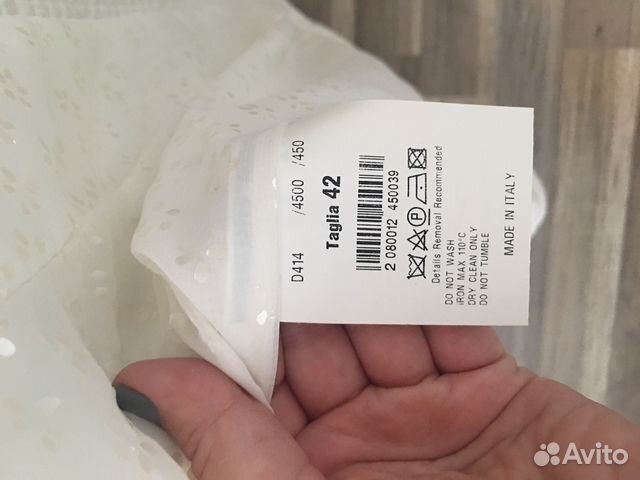 D414 /4500 /450
Taglia 42
2 080012 450039
Details Removal Recommended
DO NOT WASH
IRON MAX 110°C
DRY CLEAN ONLY
DO NOT TUMBLE
MADE IN ITALY
Avito